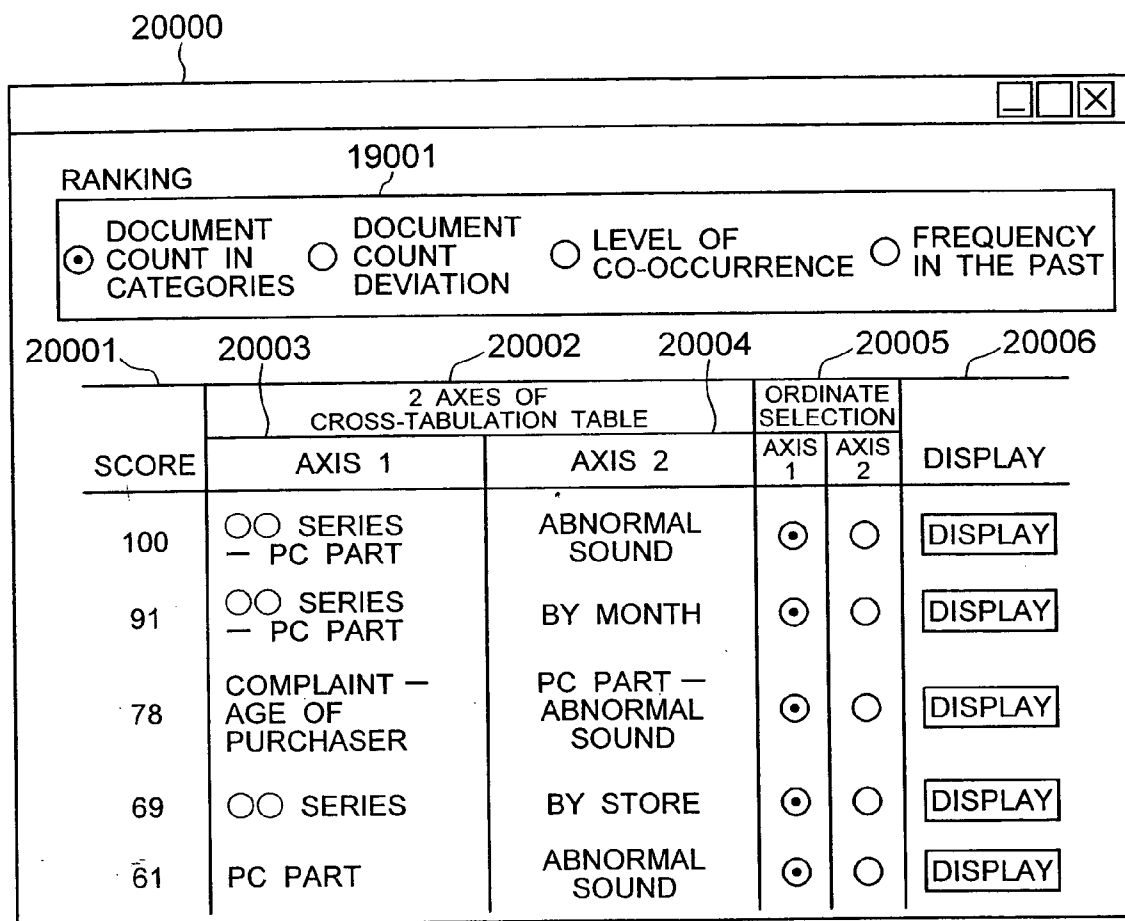 20000
RANKING
19001
DOCUMENT
COUNT IN
CATEGORIES
DOCUMENT
COUNT
DEVIATION
LEVEL OF
CO-OCCURRENCE
FREQUENCY
IN THE PAST
20001
20003
20002
20004
20005
20006
SCORE
2 AXES OF
CROSS-TABULATION TABLE
AXIS 1
AXIS 2
ORDINATE
SELECTION
AXIS
1
AXIS
2
DISPLAY
100
○○ SERIES
— PC PART
ABNORMAL
SOUND
DISPLAY
91
○○ SERIES
— PC PART
BY MONTH
DISPLAY
78
COMPLAINT —
AGE OF
PURCHASER
PC PART —
ABNORMAL
SOUND
DISPLAY
69
○○ SERIES
BY STORE
DISPLAY
61
PC PART
ABNORMAL
SOUND
DISPLAY